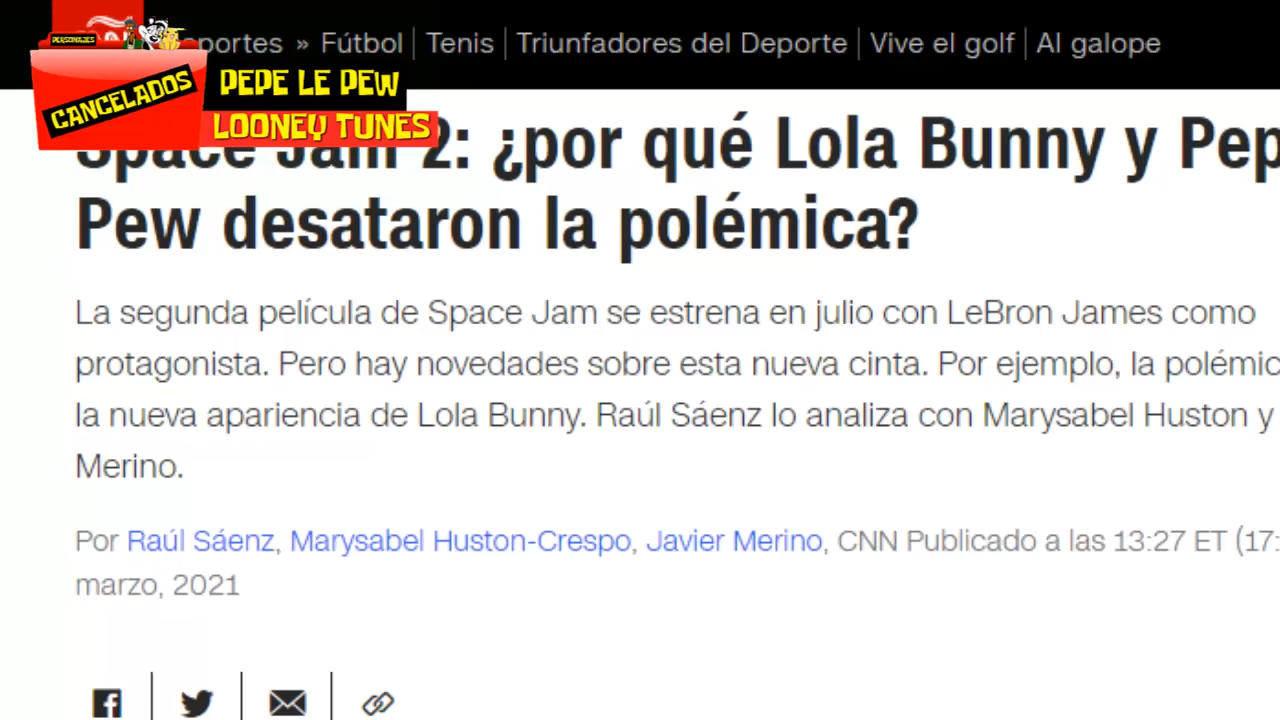 PERSONAJES
CANCELADOS
PEPE LE PEW
LOONEY TUNES
portes » Fútbol | Tenis | Triunfadores del Deporte | Vive el golf | Al galope
Space Jam 2: ¿por qué Lola Bunny y Pep
Pew desataron la polémica?
La segunda película de Space Jam se estrena en julio con LeBron James como
protagonista. Pero hay novedades sobre esta nueva cinta. Por ejemplo, la polémic
la nueva apariencia de Lola Bunny. Raúl Sáenz lo analiza con Marysabel Huston y
Merino.
Por Raúl Sáenz, Marysabel Huston-Crespo, Javier Merino, CNN Publicado a las 13:27 ET (17:
marzo, 2021